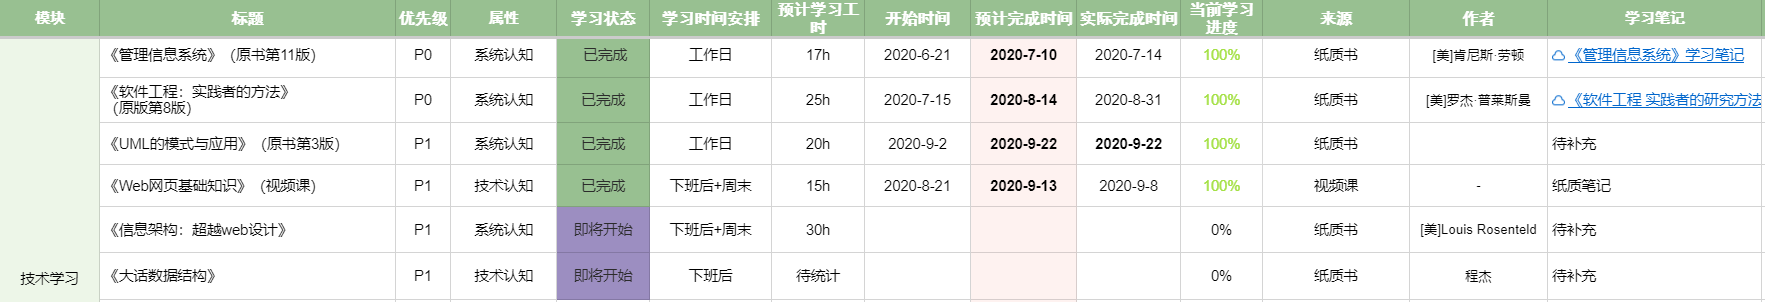 模块 标题 优先级 属性 学习状态 学习时间安排 预计学习工时 开始时间 预计完成时间 实际完成时间 当前学习进度 来源 作者 学习笔记
《管理信息系统》（原书第11版） P0 系统认知 已完成 工作日 17h 2020-6-21 2020-7-10 2020-7-14 100% 纸质书 [美]肯尼斯·劳顿 《管理信息系统》学习笔记
《软件工程：实践者的方法》
（原版第8版） P0 系统认知 已完成 工作日 25h 2020-7-15 2020-8-14 2020-8-31 100% 纸质书 [美]罗杰·普莱斯曼 《软件工程 实践者的研究方法
《UML的模式与应用》（原书第3版） P1 系统认知 已完成 工作日 20h 2020-9-2 2020-9-22 2020-9-22 100% 纸质书 待补充
《Web网页基础知识》（视频课) P1 技术认知 已完成 下班后+周末 15h 2020-8-21 2020-9-13 2020-9-8 100% 视频课 - 纸质笔记
《信息架构：超越web设计》 P1 系统认知 即将开始 下班后+周末 30h 0% 纸质书 [美]Louis Rosenteld 待补充
技术学习 《大话数据结构》 P1 技术认知 即将开始 下班后 待统计 0% 纸质书 程杰 待补充